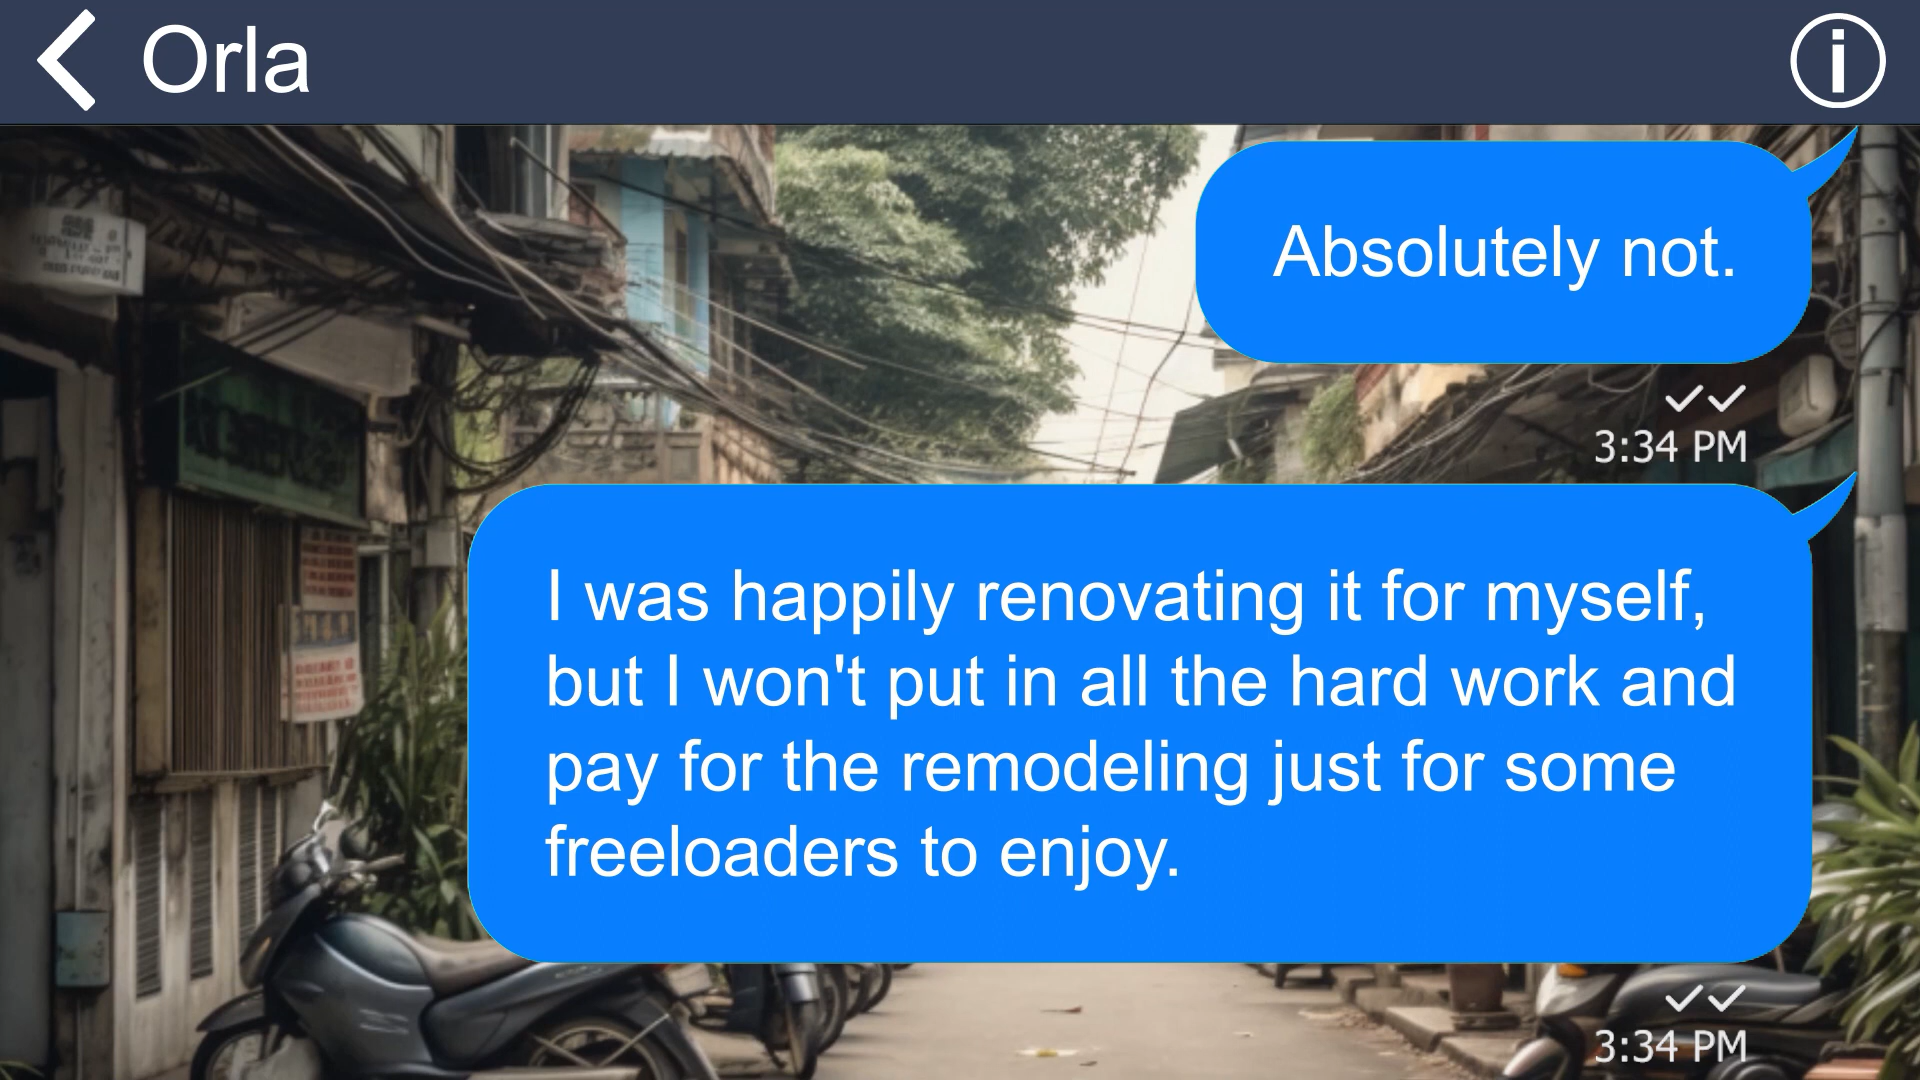 Orla
Absolutely not.
3:34 PM
I was happily renovating it for myself,
but I won't put in all the hard work and
pay for the remodeling just for some
freeloaders to enjoy.
3:34 PM